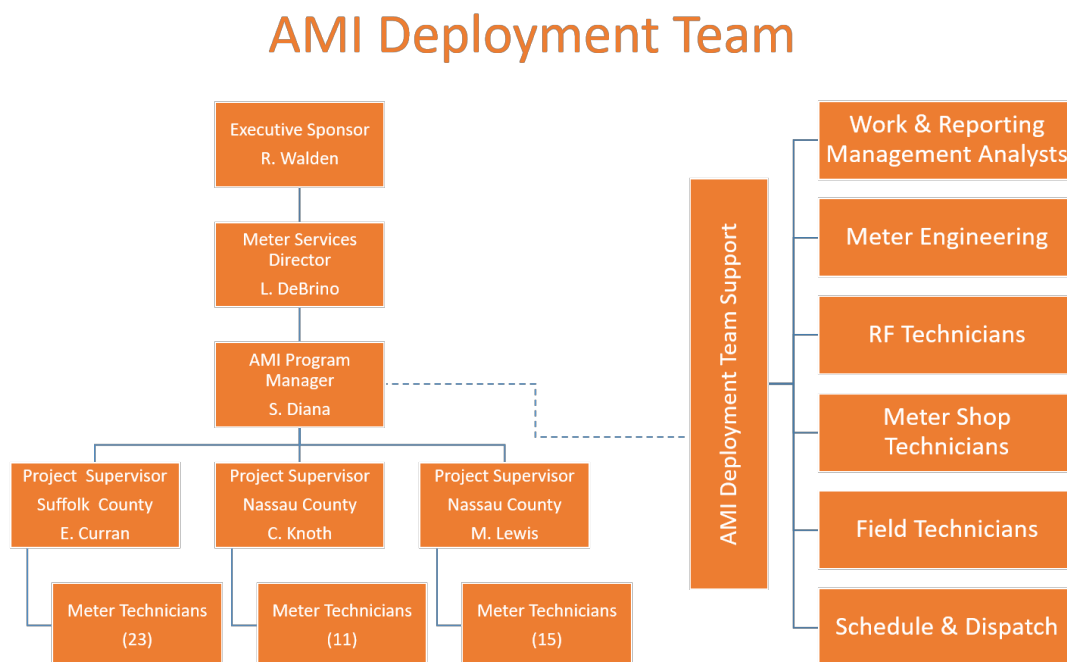 AMI Deployment Team
Executive Sponsor
R. Walden
Meter Services
Director
L. DeBrino
AMI Program
Manager
S. Diana
Project  Supervisor
Suffolk  County
E. Curran
Project Supervisor
Nassau County
C. Knoth
Project Supervisor
Nassau County
M. Lewis
Meter Technicians
(23)
Meter Technicians
(11)
Meter Technicians
(15)
AMI Deployment Team Support
Work & Reporting
Management Analysts
Meter Engineering
RF Technicians
Meter Shop
Technicians
Field Technicians
Schedule & Dispatch